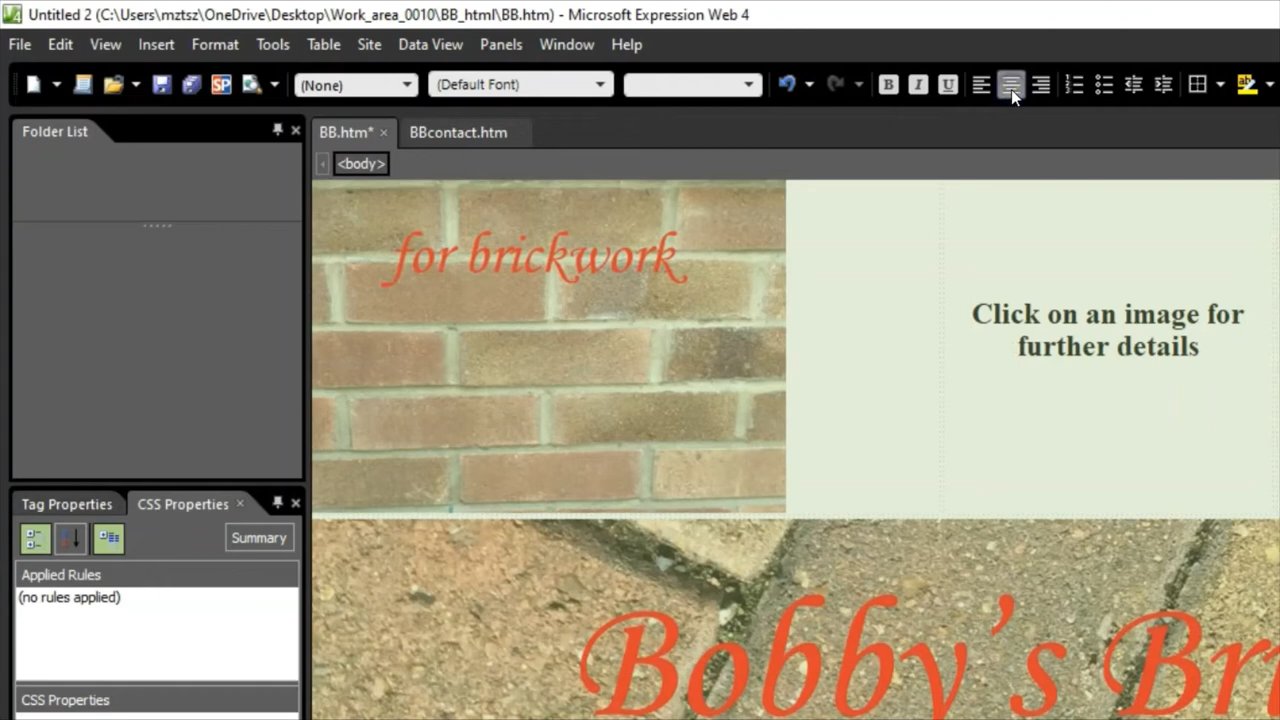 Untitled 2 (C:\Users\mztsz\OneDrive\Desktop\Work_area_0010\BB_html\BB.htm) - Microsoft Expression Web 4
File Edit View Insert Format Tools Table Site Data View Panels Window Help
SP (None) (Default Font) B I U ab
Folder List
BB.htm* BBcontact.htm
<body>
for brickwork
Click on an image for
further details
Tag Properties CSS Properties
Summary
Applied Rules
(no rules applied)
CSS Properties
Bobby's